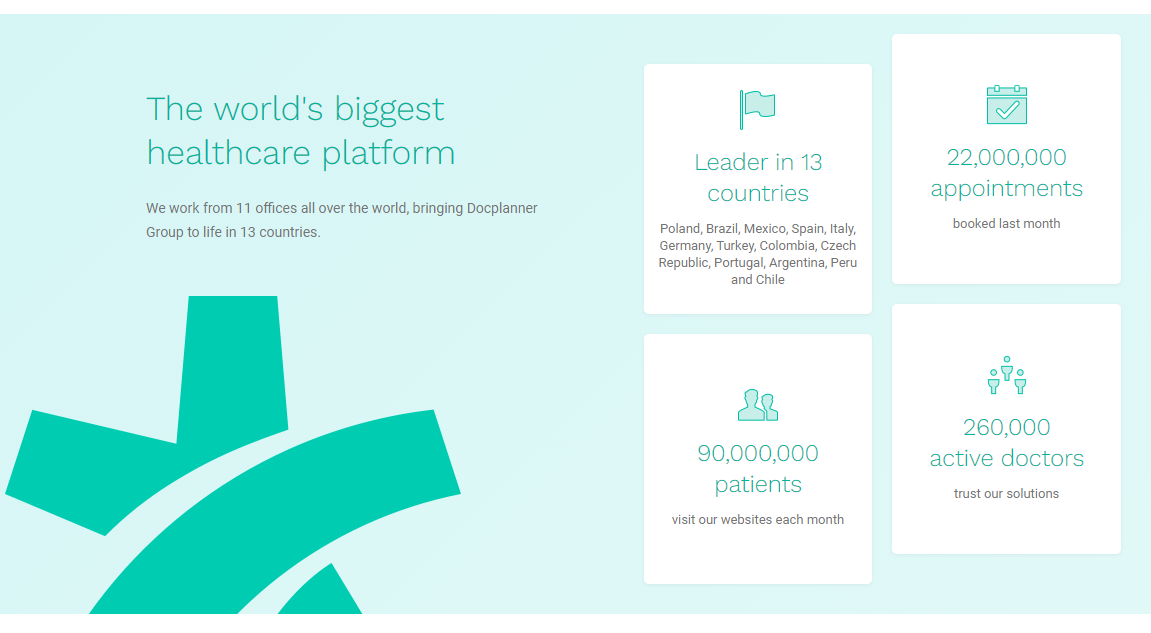 The world's biggest
healthcare platform
We work from 11 offices all over the world, bringing Docplanner
Group to life in 13 countries.
Leader in 13
countries
Poland, Brazil, Mexico, Spain, Italy,
Germany, Turkey, Colombia, Czech
Republic, Portugal, Argentina, Peru
and Chile
22,000,000
appointments
booked last month
90,000,000
patients
visit our websites each month
260,000
active doctors
trust our solutions